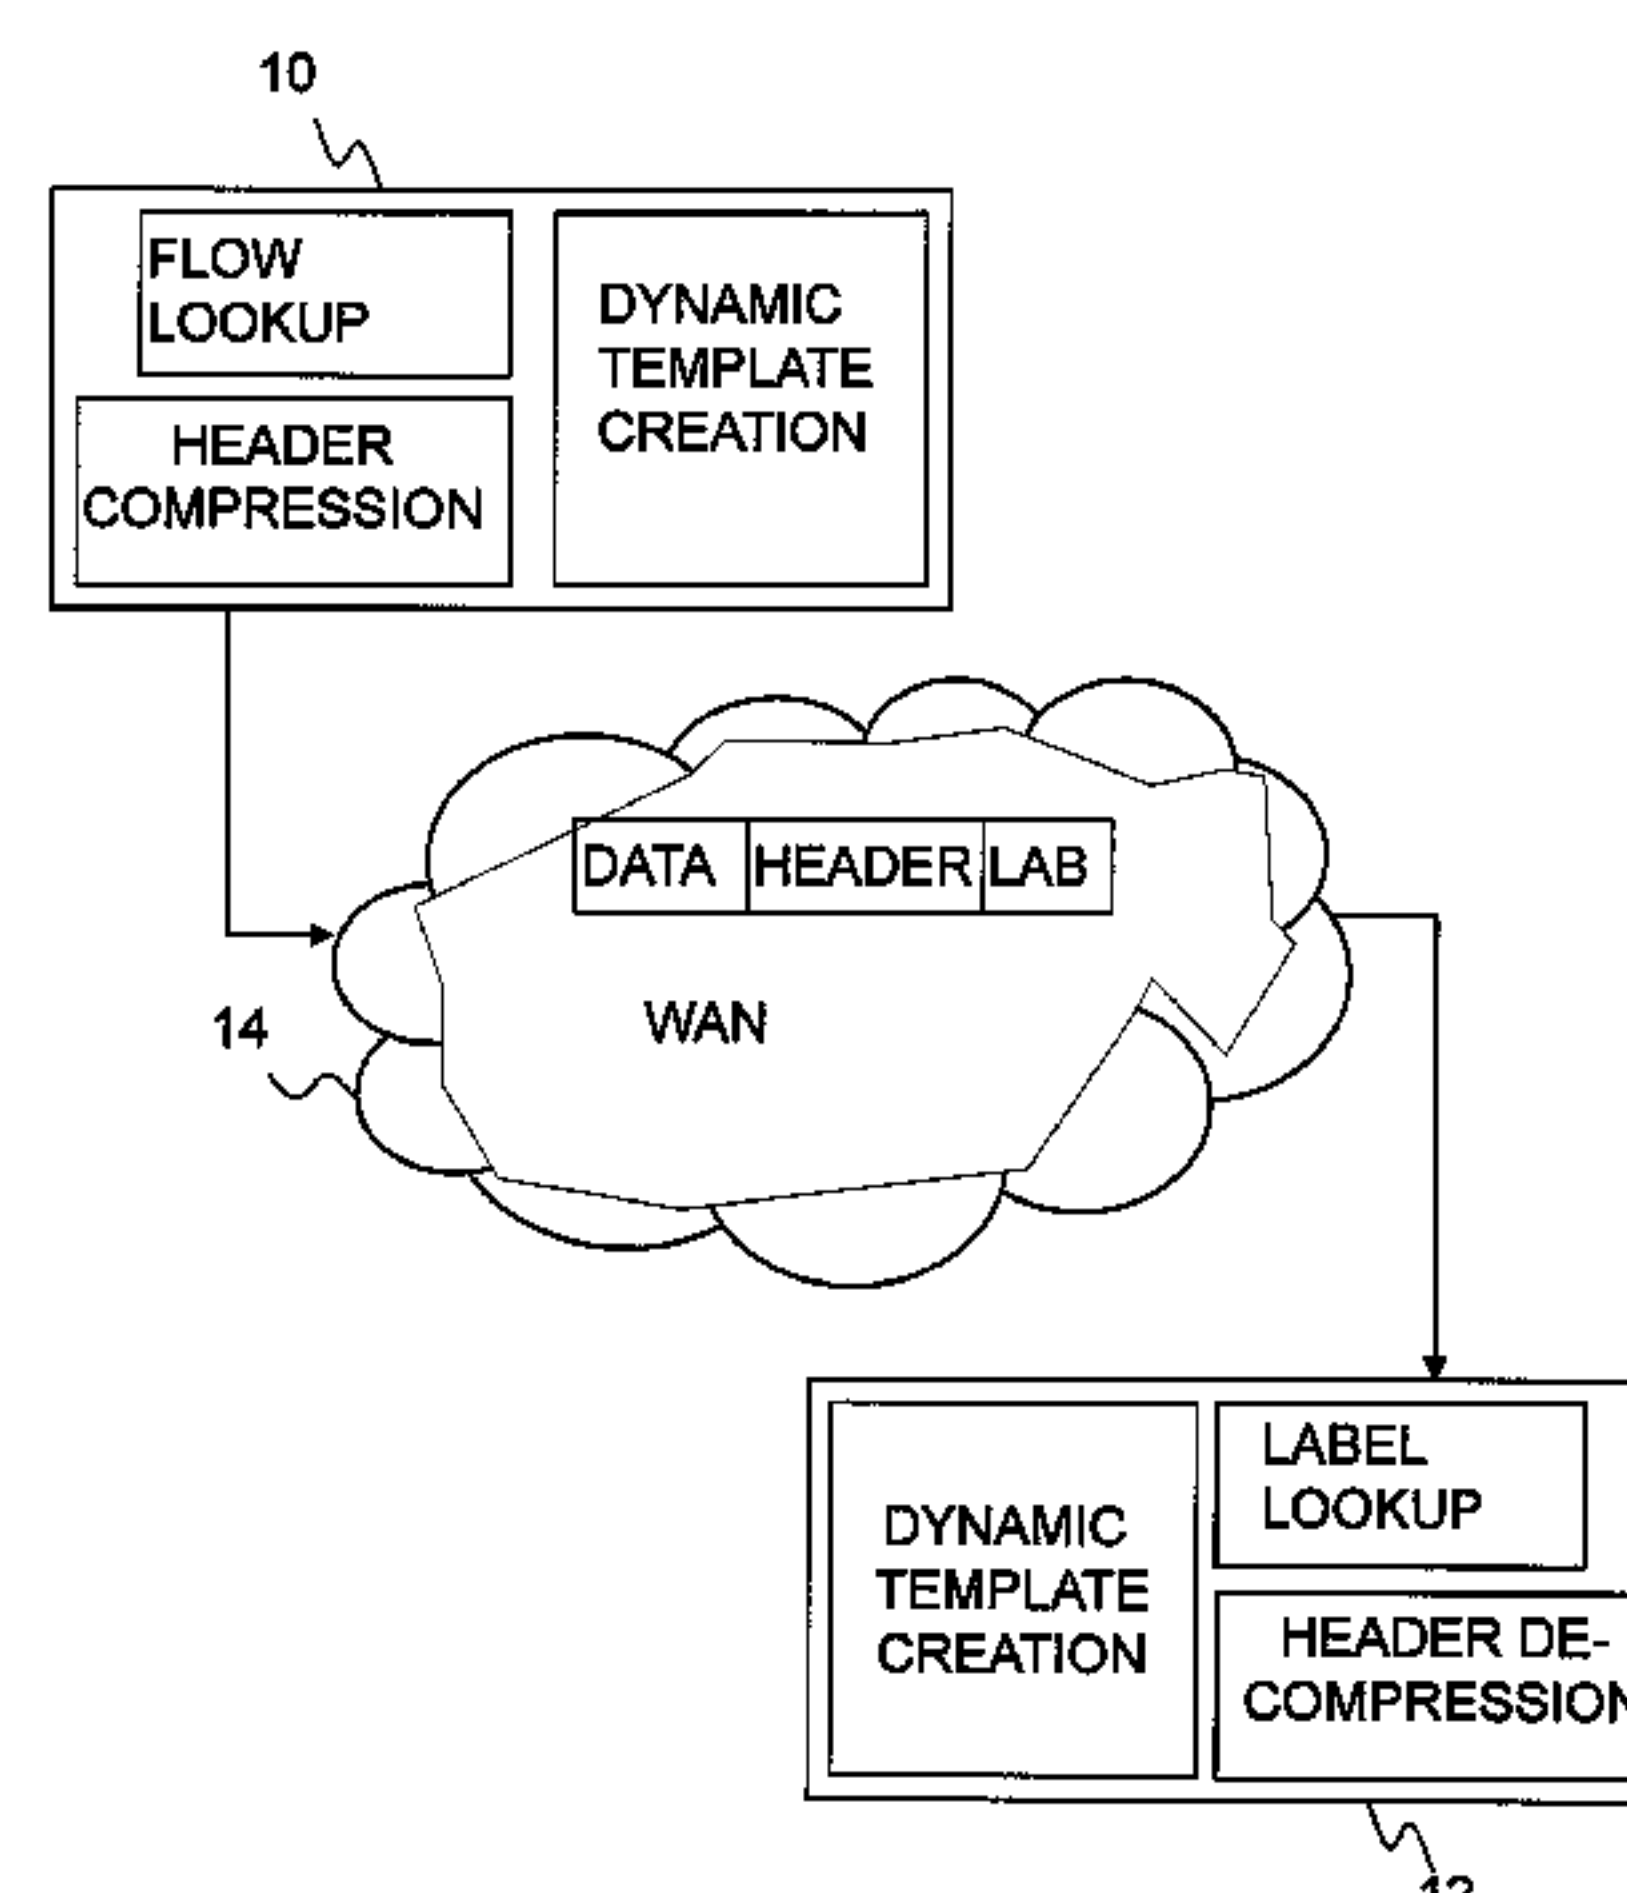 10
FLOW
LOOKUP
DYNAMIC
TEMPLATE
CREATION
HEADER
COMPRESSION
DATA HEADER LAB
WAN
14
DYNAMIC
TEMPLATE
CREATION
LABEL
LOOKUP
HEADER DE-
COMPRESSION